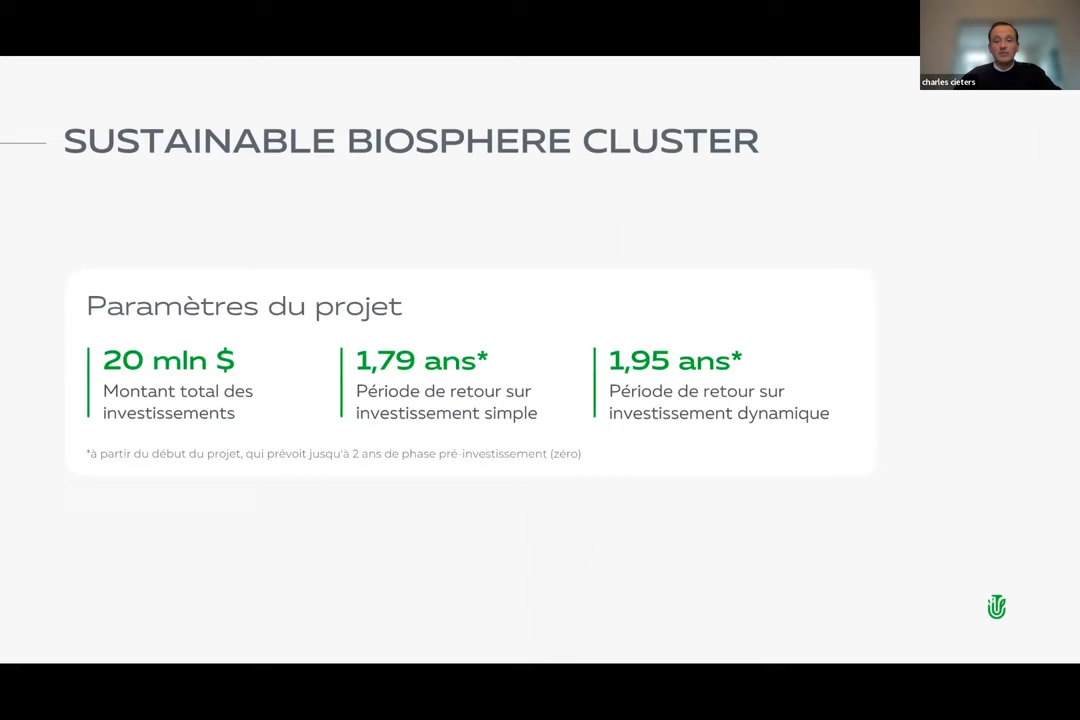 charles cieters
SUSTAINABLE BIOSPHERE CLUSTER
Paramètres du projet
20 mln $
Montant total des
investissements
1,79 ans*
Période de retour sur
investissement simple
1,95 ans*
Période de retour sur
investissement dynamique
*à partir du début du projet, qui prévoit jusqu'à 2 ans de phase pré-investissement (zéro)